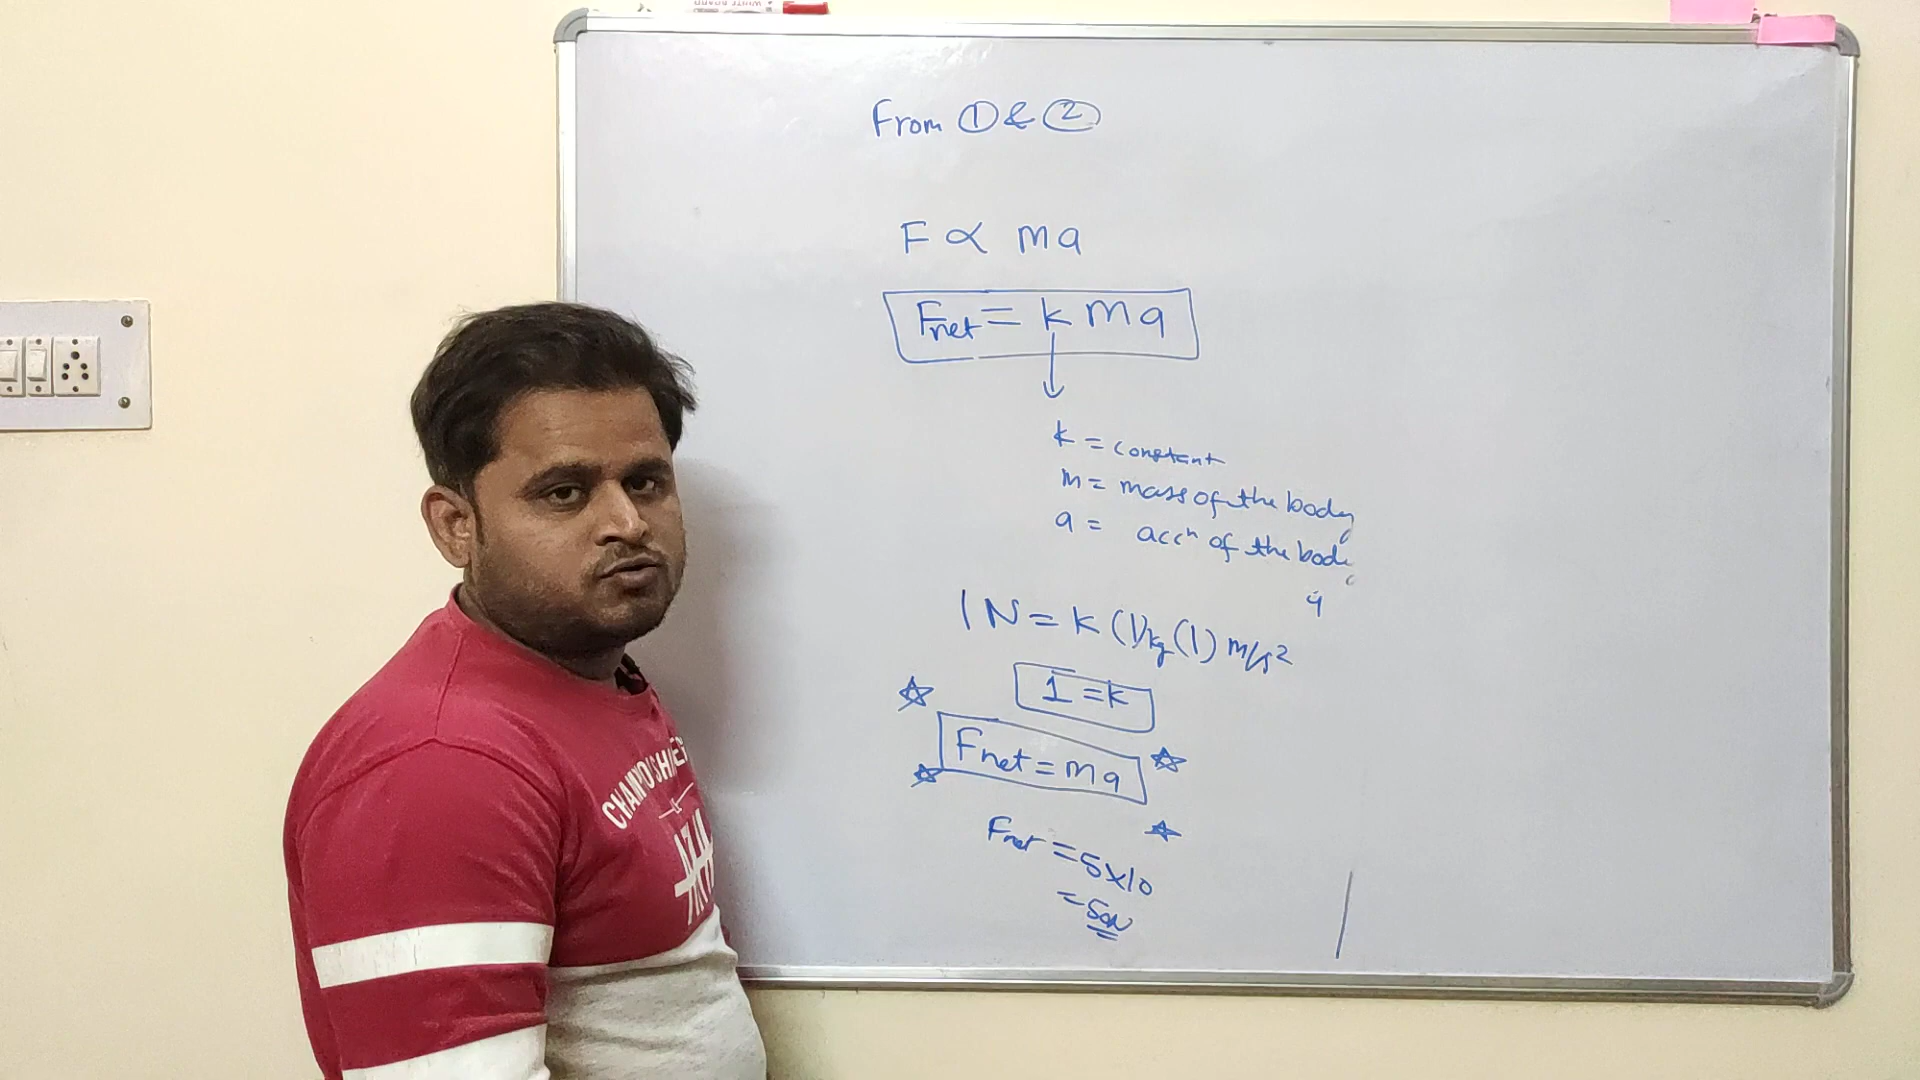 From ① & ②
F ∝ ma
Fnet = k ma
k = constant
m = mass of the body
a = accⁿ of the body
1 N = k (1)kg (1) m/s²
1 = k
Fnet = ma
Fnet = 5×10
= 50N
CHAMPIONSHIP